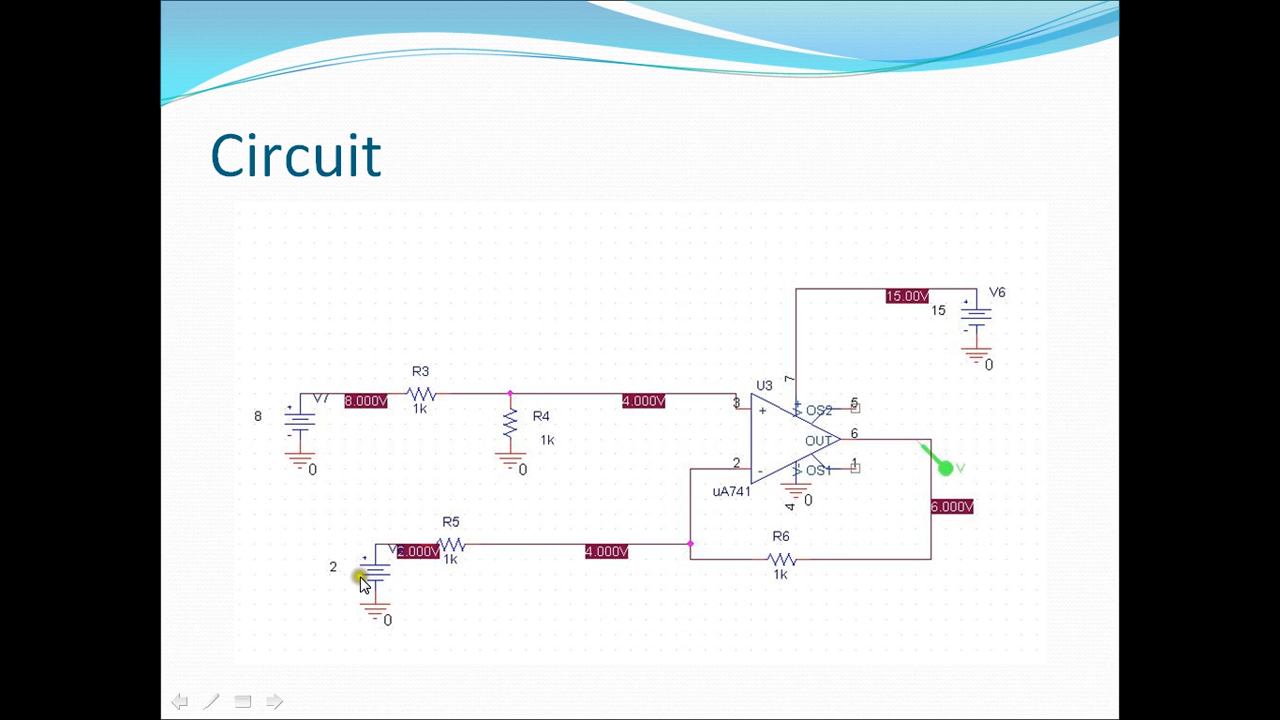 Circuit
15.00V
V6
15
0
R3
U3
7
V7
8.000V
4.000V
3
+
OS2
5
8
1k
R4
1k
OUT
6
V
0
0
2
-
OS1
1
uA741
0
4
6.000V
R5
R6
2.000V
4.000V
2
1k
1k
0